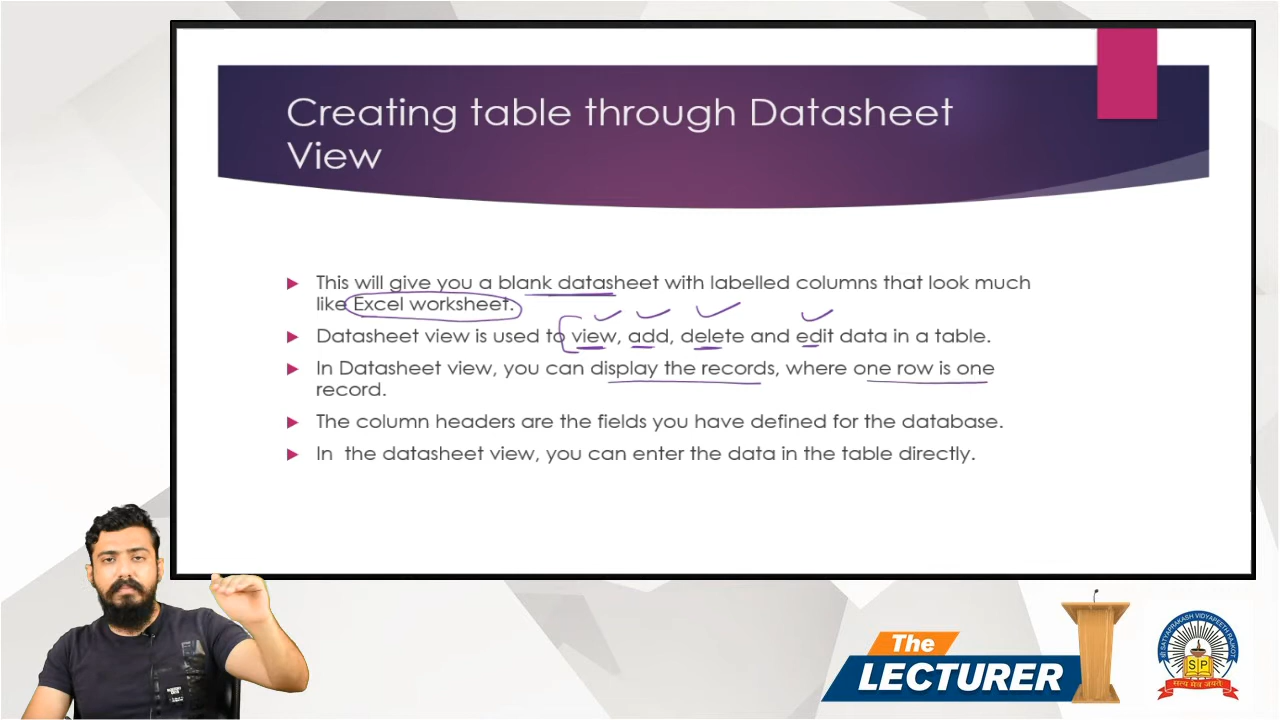 Creating table through Datasheet
View
This will give you a blank datasheet with labelled columns that look much
like Excel worksheet.
Datasheet view is used to view, add, delete and edit data in a table.
In Datasheet view, you can display the records, where one row is one
record.
The column headers are the fields you have defined for the database.
In the datasheet view, you can enter the data in the table directly.
The
LECTURER
SP
सत्य मेव जयते